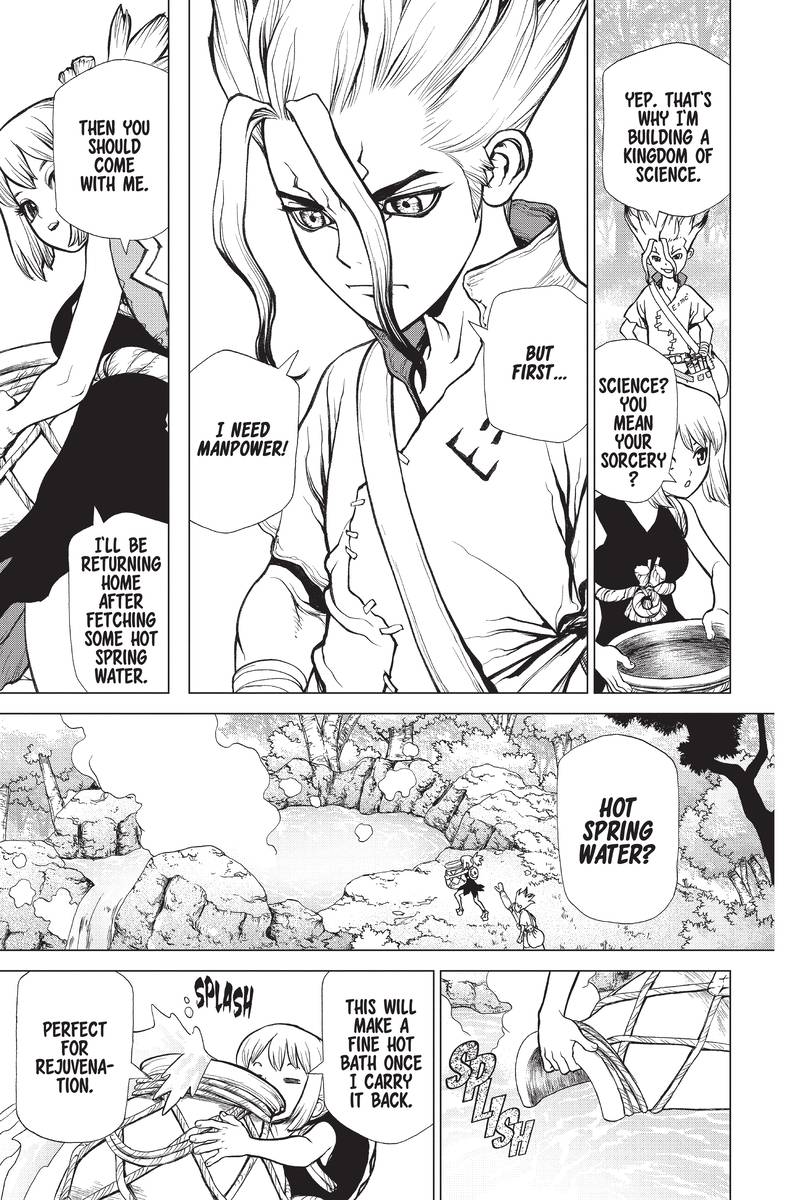 YEP. THAT'S
WHY I'M
BUILDING A
KINGDOM OF
SCIENCE.
E=mc²
SCIENCE?
YOU
MEAN
YOUR
SORCERY
?
BUT
FIRST...
I NEED
MANPOWER!
E=
THEN YOU
SHOULD
COME
WITH ME.
I'LL BE
RETURNING
HOME
AFTER
FETCHING
SOME HOT
SPRING
WATER.
HOT
SPRING
WATER?
SPLISH
THIS WILL
MAKE A
FINE HOT
BATH ONCE
I CARRY
IT BACK.
SPLASH
PERFECT
FOR
REJUVENA-
TION.